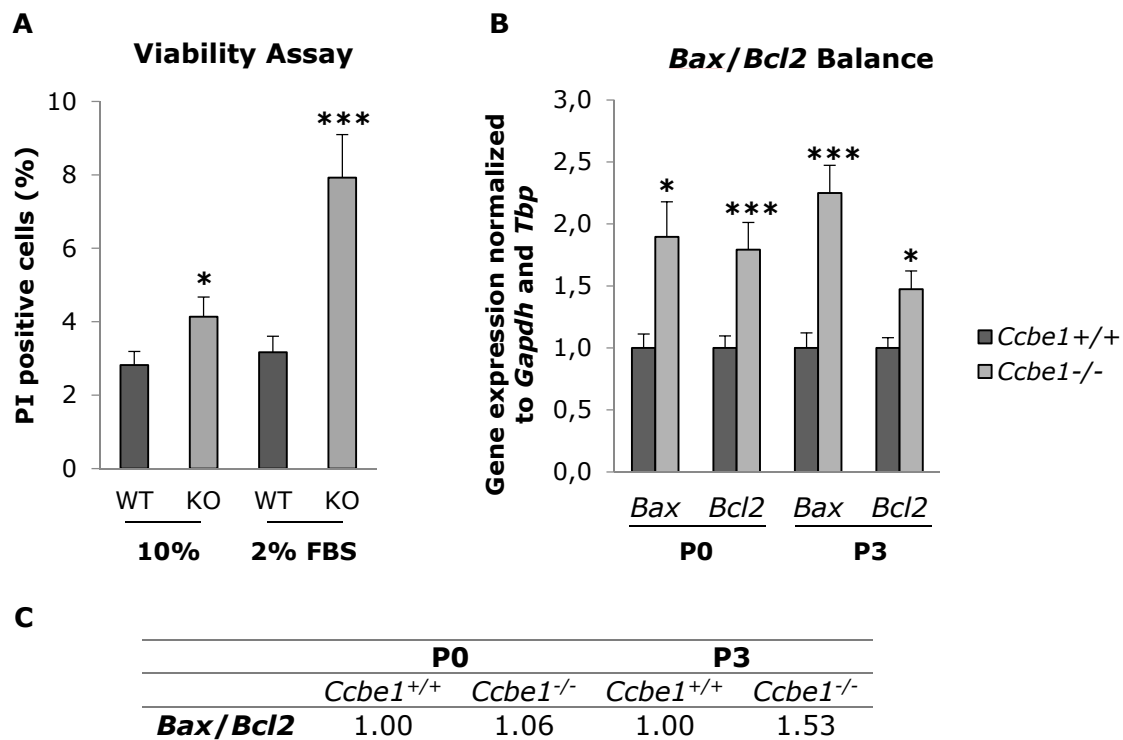 A
Viability Assay
PI positive cells (%)
10
8
6
4
2
0
*
***
WT KO WT KO
10% 2% FBS
B
Bax/Bcl2 Balance
Gene expression normalized
to Gapdh and Tbp
3,0
2,5
2,0
1,5
1,0
0,5
0,0
*
***
***
*
Bax Bcl2 Bax Bcl2
P0 P3
Ccbe1+/+
Ccbe1-/-
C
P0 P3
Ccbe1+/+ Ccbe1-/- Ccbe1+/+ Ccbe1-/-
Bax/Bcl2 1.00 1.06 1.00 1.53